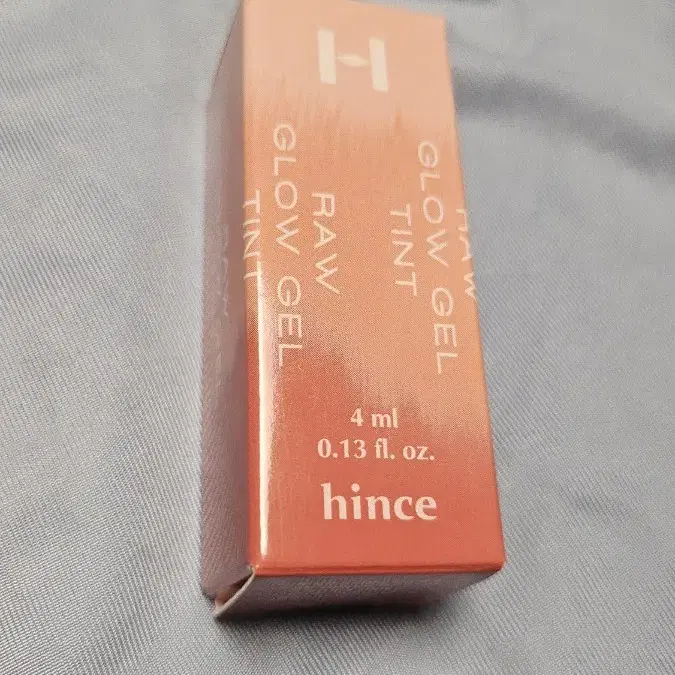 H
RAW
GLOW GEL
TINT
RAW
GLOW GEL
TINT
4 ml
0.13 fl. oz.
hince